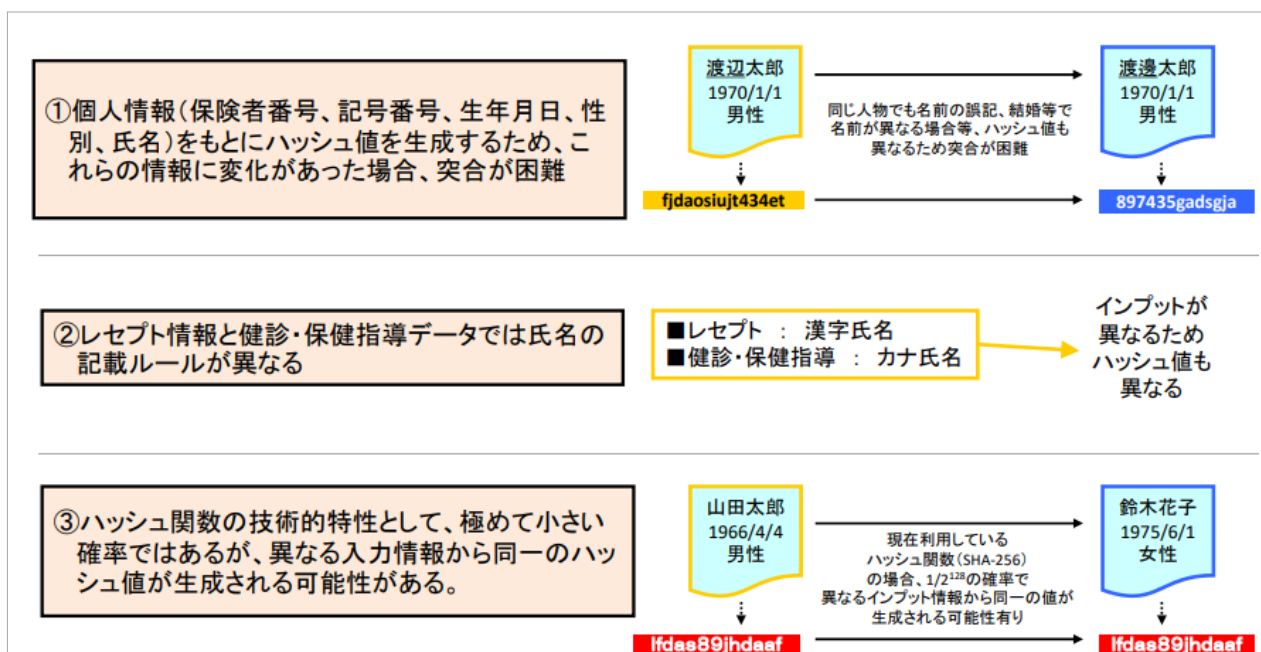 ①個人情報(保険者番号、記号番号、生年月日、性
別、氏名)をもとにハッシュ値を生成するため、こ
れらの情報に変化があった場合、突合が困難
渡辺太郎
1970/1/1
男性
fjdaosiujt434et
同じ人物でも名前の誤記、結婚等で
名前が異なる場合等、ハッシュ値も
異なるため突合が困難
渡邊太郎
1970/1/1
男性
897435gadsgja
②レセプト情報と健診・保健指導データでは氏名の
記載ルールが異なる
■レセプト : 漢字氏名
■健診・保健指導 : カナ氏名
インプットが
異なるため
ハッシュ値も
異なる
③ハッシュ関数の技術的特性として、極めて小さい
確率ではあるが、異なる入力情報から同一のハッ
シュ値が生成される可能性がある。
山田太郎
1966/4/4
男性
lfdas89jhdaaf
現在利用している
ハッシュ関数(SHA-256)
の場合、1/2¹²⁸の確率で
異なるインプット情報から同一の値が
生成される可能性有り
鈴木花子
1975/6/1
女性
lfdas89jhdaaf